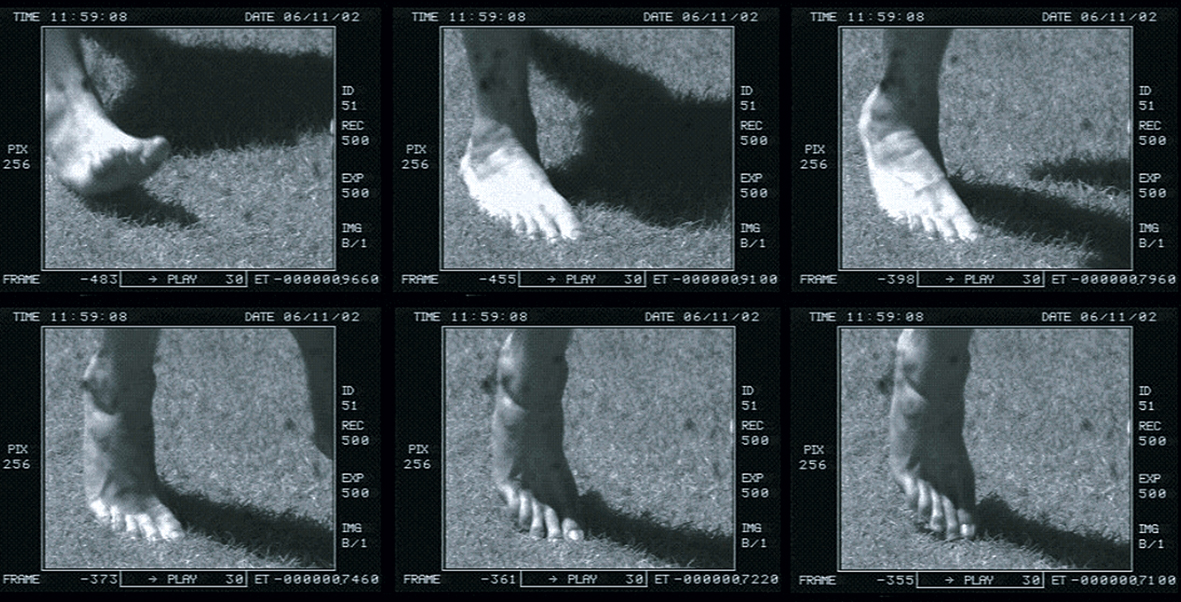 TIME 11:59:08 DATE 06/11/02
ID
51
REC
500
PIX
256
EXP
500
IMG
B/1
FRAME -483 → PLAY 30 ET -0000009660
TIME 11:59:08 DATE 06/11/02
ID
51
REC
500
PIX
256
EXP
500
IMG
B/1
FRAME -455 → PLAY 30 ET -0000009100
TIME 11:59:08 DATE 06/11/02
ID
51
REC
500
PIX
256
EXP
500
IMG
B/1
FRAME -398 → PLAY 30 ET -0000007960
TIME 11:59:08 DATE 06/11/02
ID
51
REC
500
PIX
256
EXP
500
IMG
B/1
FRAME -373 → PLAY 30 ET -0000007460
TIME 11:59:08 DATE 06/11/02
ID
51
REC
500
PIX
256
EXP
500
IMG
B/1
FRAME -361 → PLAY 30 ET -0000007220
TIME 11:59:08 DATE 06/11/02
ID
51
REC
500
PIX
256
EXP
500
IMG
B/1
FRAME -355 → PLAY 30 ET -0000007100